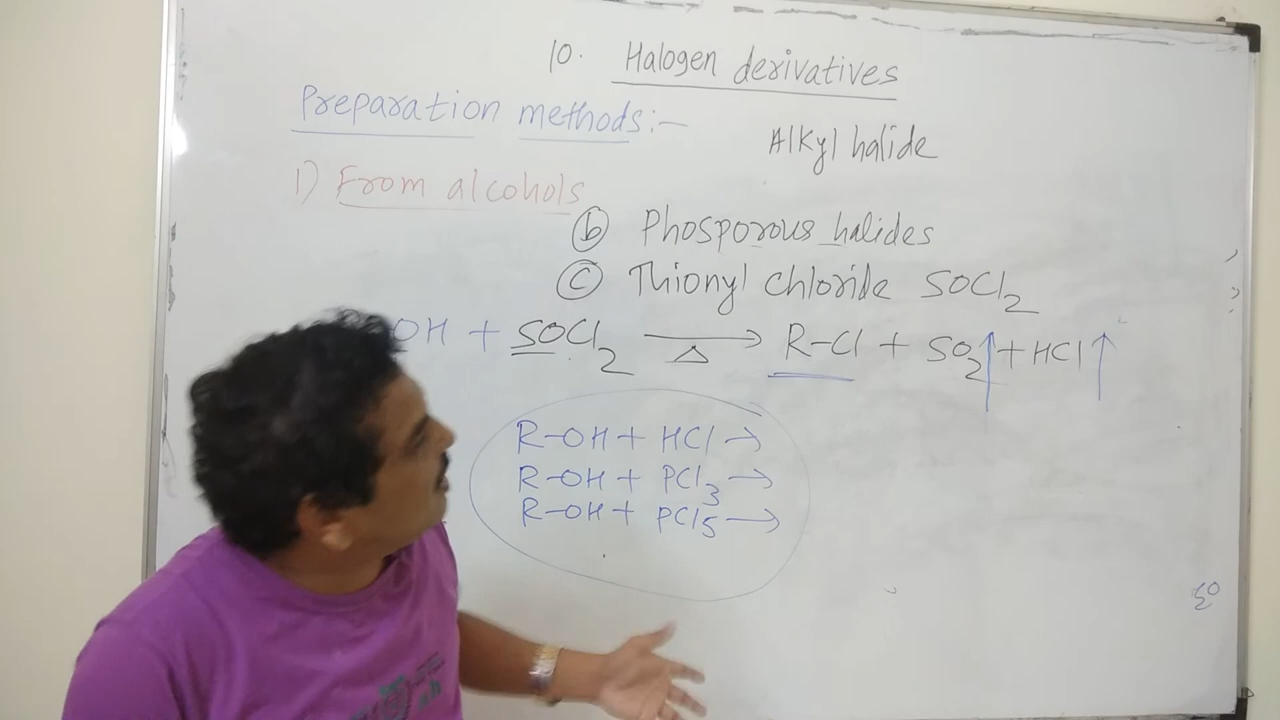 10. Halogen derivatives
Preparation methods:-
Alkyl halide
1) From alcohols
(b) Phosporous halides
(c) Thionyl chloride SOCl2
OH + SOCl2 —△→ R-Cl + SO2↑ + HCl↑
R-OH + HCl →
R-OH + PCl3 →
R-OH + PCl5 →